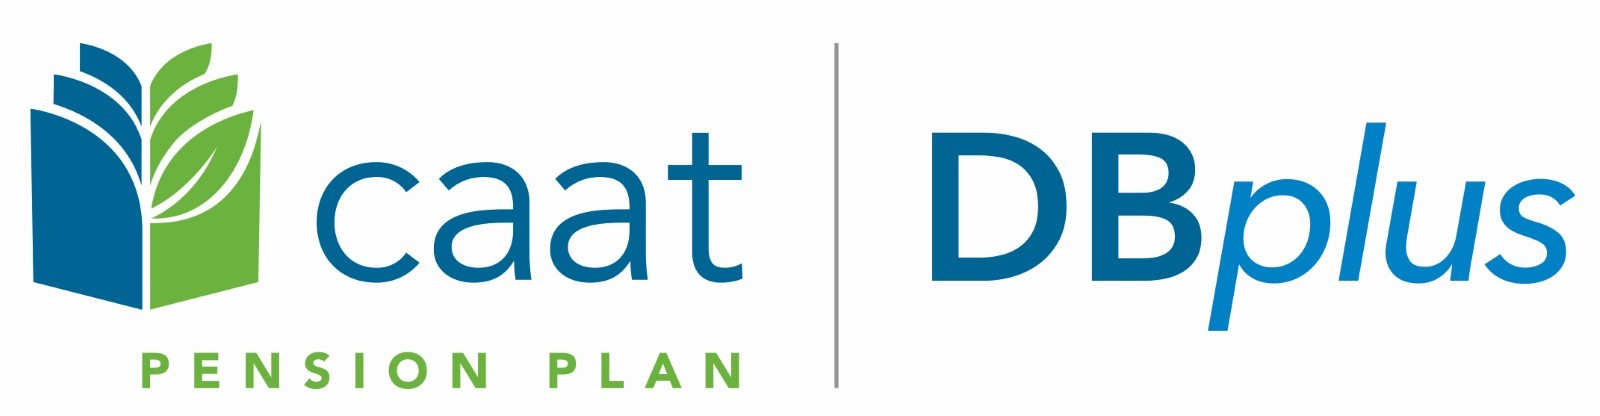 caat
PENSION PLAN
DBplus